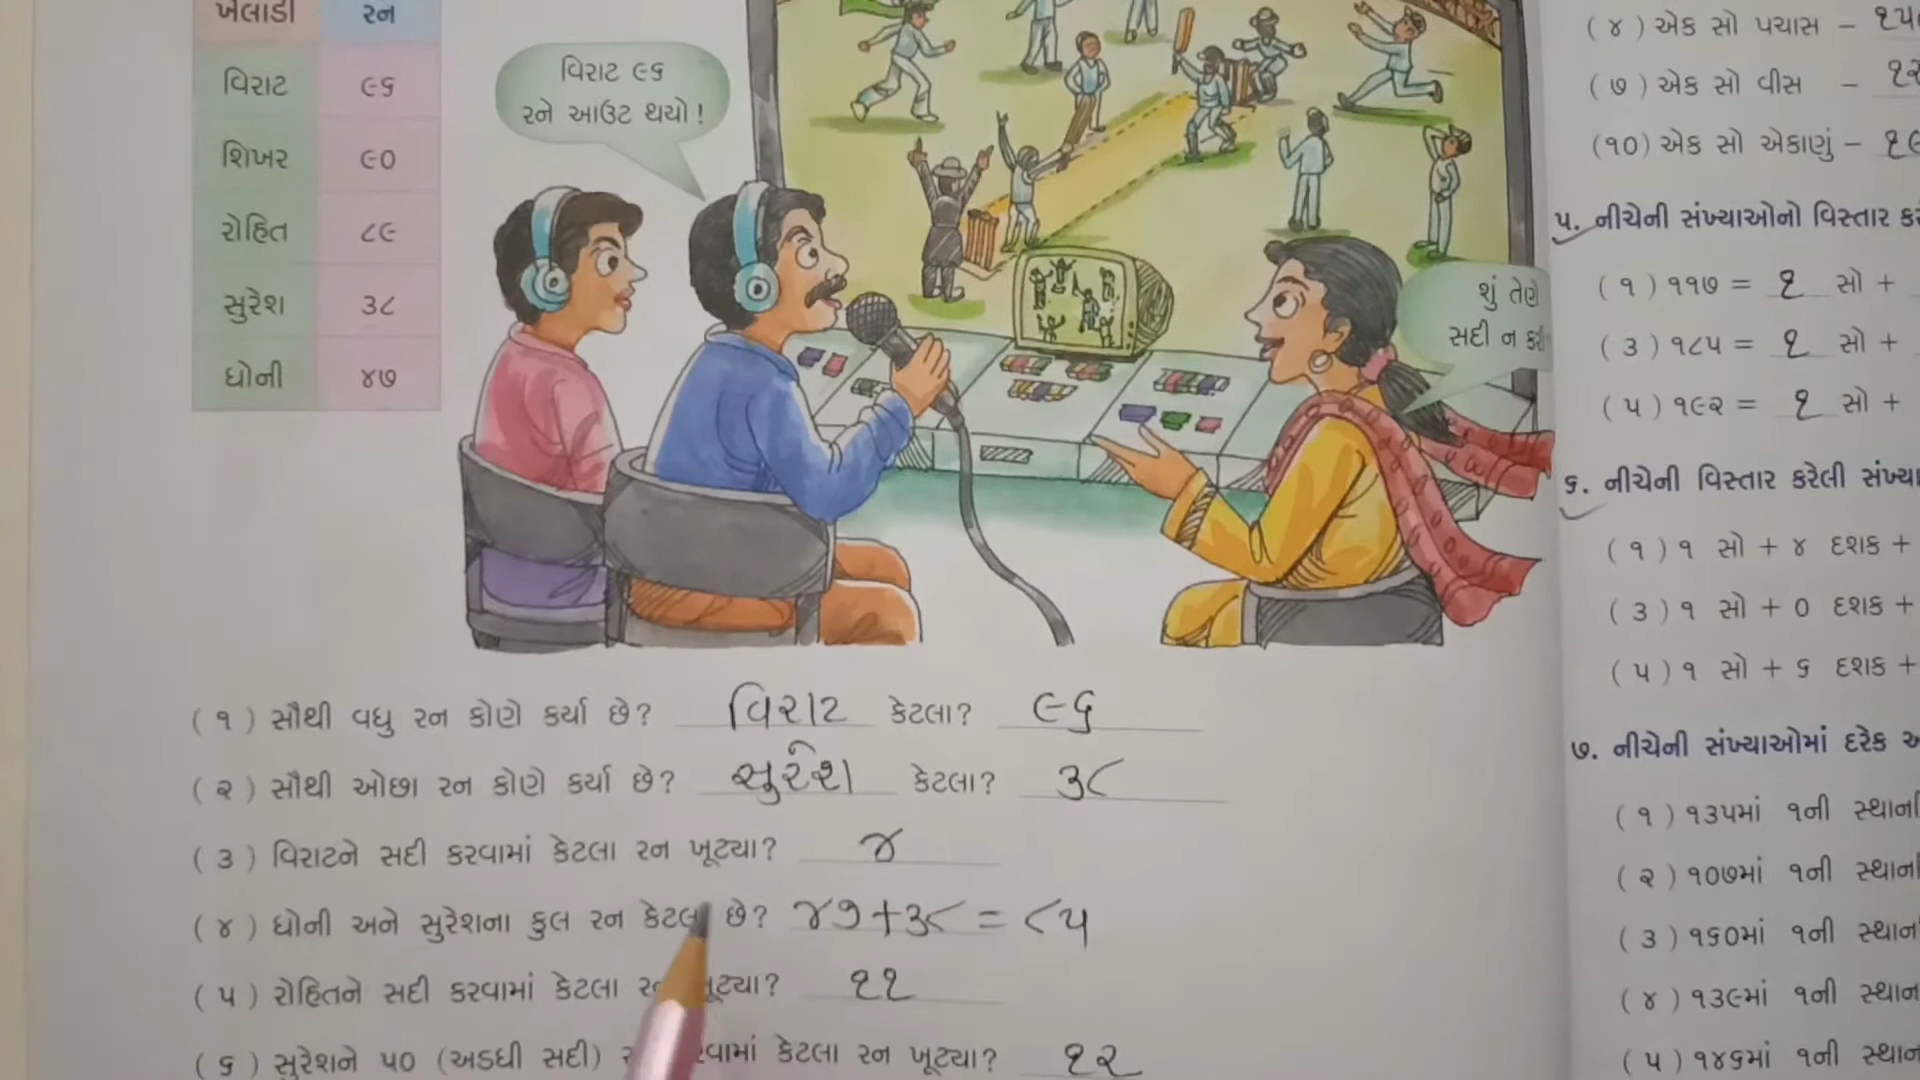 ખેલાડી રન
વિરાટ ૯૬
શિખર ૯૦
રોહિત ૮૯
સુરેશ ૩૮
ધોની ૪૭
વિરાટ ૯૬
રને આઉટ થયો!
શું તેણે
સદી ન કરી
(૧) સૌથી વધુ રન કોણે કર્યા છે? વિરાટ કેટલા? ૯૬
(૨) સૌથી ઓછા રન કોણે કર્યા છે? સુરેશ કેટલા? ૩૮
(૩) વિરાટને સદી કરવામાં કેટલા રન ખૂટ્યા? ૪
(૪) ધોની અને સુરેશના કુલ રન કેટલા છે? ૪૭+૩૮ = ૮૫
(૫) રોહિતને સદી કરવામાં કેટલા રન ખૂટ્યા? ૧૧
(૬) સુરેશને ૫૦ (અડધી સદી) કેટલા રન ખૂટ્યા? ૧૨
(૪) એક સો પચાસ –
(૭) એક સો વીસ –
(૧૦) એક સો એકાણું –
૫. નીચેની સંખ્યાઓનો વિસ્તાર
(૧) ૧૧૭ = ૧ સો +
(૩) ૧૮૫ = ૧ સો +
(૫) ૧૯૨ = ૧ સો +
૬. નીચેની વિસ્તાર કરેલી
(૧) ૧ સો + ૪ દશક +
(૩) ૧ સો + ૦ દશક +
(૫) ૧ સો + ૬ દશક +
૭. નીચેની સંખ્યાઓમાં દરેક
(૧) ૧૩૫માં ૧ની
(૨) ૧૦૭માં ૧ની
(૩) ૧૬૦માં ૧ની
(૪) ૧૩૯માં ૧ની
(૫) ૧૪૬માં ૧ની